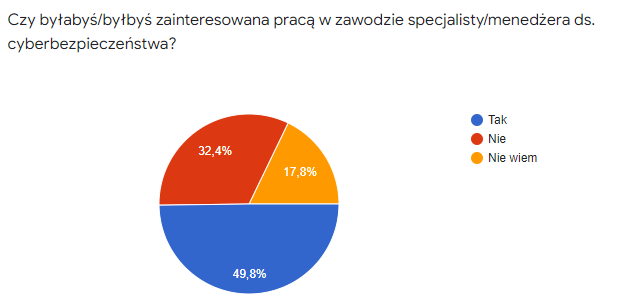 Czy byłabyś/byłbyś zainteresowana pracą w zawodzie specjalisty/menedżera ds.
cyberbezpieczeństwa?
Tak
Nie
Nie wiem
32,4%
17,8%
49,8%